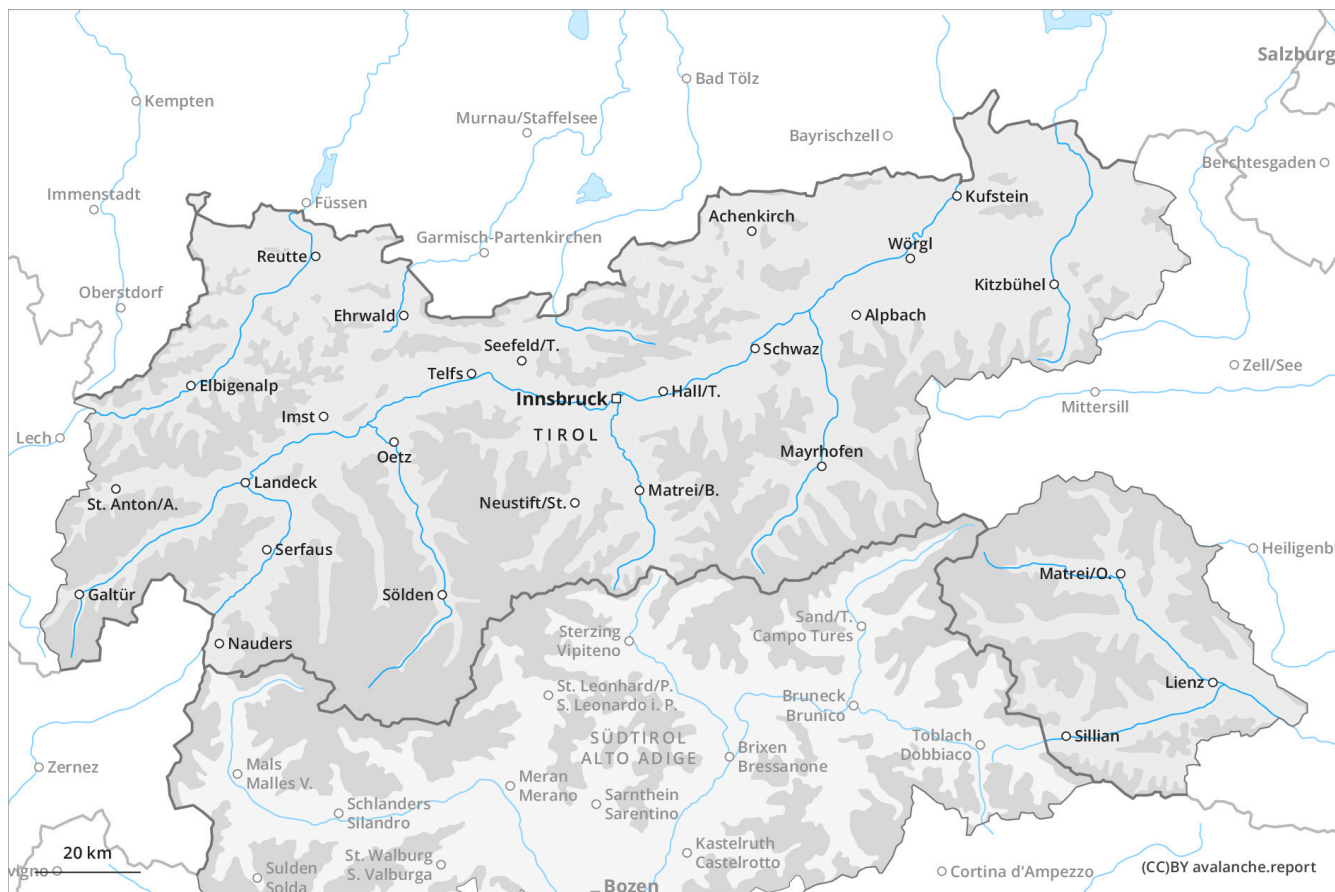 Salzburg
Bad Tölz
Kempten
Murnau/Staffelsee
Bayrischzell
Berchtesgaden
Immenstadt
Füssen
Kufstein
Achenkirch
Garmisch-Partenkirchen
Wörgl
Reutte
Kitzbühel
Oberstdorf
Ehrwald
Alpbach
Seefeld/T.
Schwaz
Zell/See
Telfs
Elbigenalp
Innsbruck
Hall/T.
Mittersill
Imst
TIROL
Lech
Oetz
Mayrhofen
Landeck
Matrei/B.
St. Anton/A.
Neustift/St.
Serfaus
Heiligenb
Matrei/O.
Galtür
Sölden
Sand/T.
Campo Tures
Sterzing
Vipiteno
Nauders
Lienz
St. Leonhard/P.
S. Leonardo i. P.
Bruneck
Brunico
SÜDTIROL
ALTO ADIGE
Toblach
Dobbiaco
Sillian
Brixen
Bressanone
Zernez
Mals
Malles V.
Meran
Merano
Schlanders
Silandro
Sarnthein
Sarentino
Kastelruth
Castelrotto
20 km
St. Walburg
S. Valburga
vigno
Sulden
Solda
Cortina d'Ampezzo
(CC)BY avalanche.report
Bozen